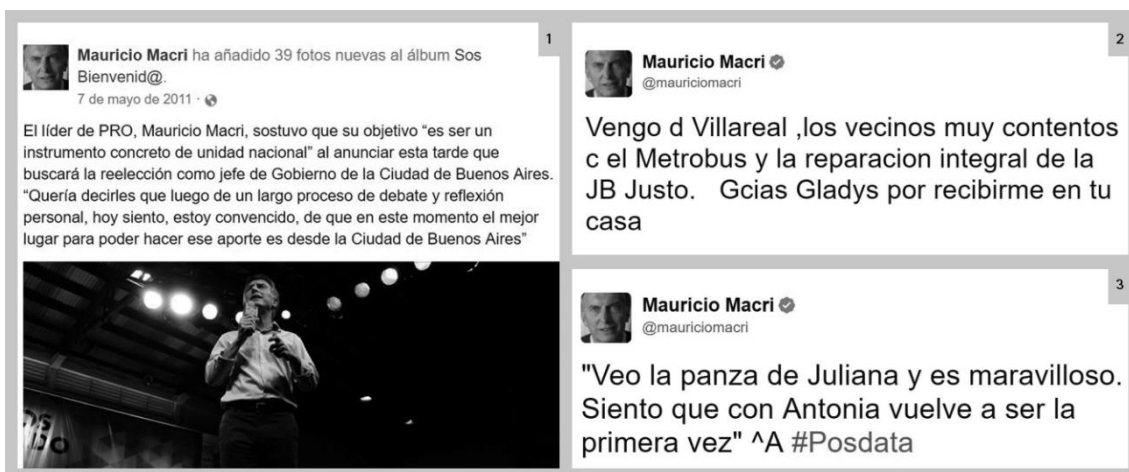 1
Mauricio Macri ha añadido 39 fotos nuevas al álbum Sos
Bienvenid@.
7 de mayo de 2011 ·
El líder de PRO, Mauricio Macri, sostuvo que su objetivo “es ser un
instrumento concreto de unidad nacional” al anunciar esta tarde que
buscará la reelección como jefe de Gobierno de la Ciudad de Buenos Aires.
“Quería decirles que luego de un largo proceso de debate y reflexión
personal, hoy siento, estoy convencido, de que en este momento el mejor
lugar para poder hacer ese aporte es desde la Ciudad de Buenos Aires”
2
Mauricio Macri
@mauriciomacri
Vengo d Villareal ,los vecinos muy contentos
c el Metrobus y la reparacion integral de la
JB Justo. Gcias Gladys por recibirme en tu
casa
3
Mauricio Macri
@mauriciomacri
"Veo la panza de Juliana y es maravilloso.
Siento que con Antonia vuelve a ser la
primera vez" ^A #Posdata